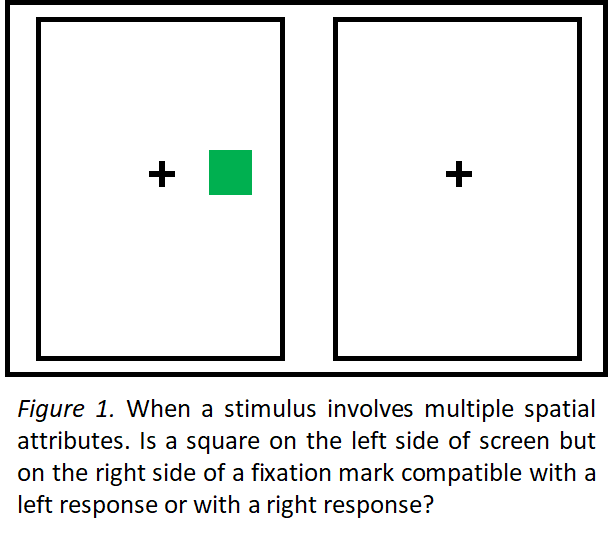 Figure 1. When a stimulus involves multiple spatial
attributes. Is a square on the left side of screen but
on the right side of a fixation mark compatible with a
left response or with a right response?